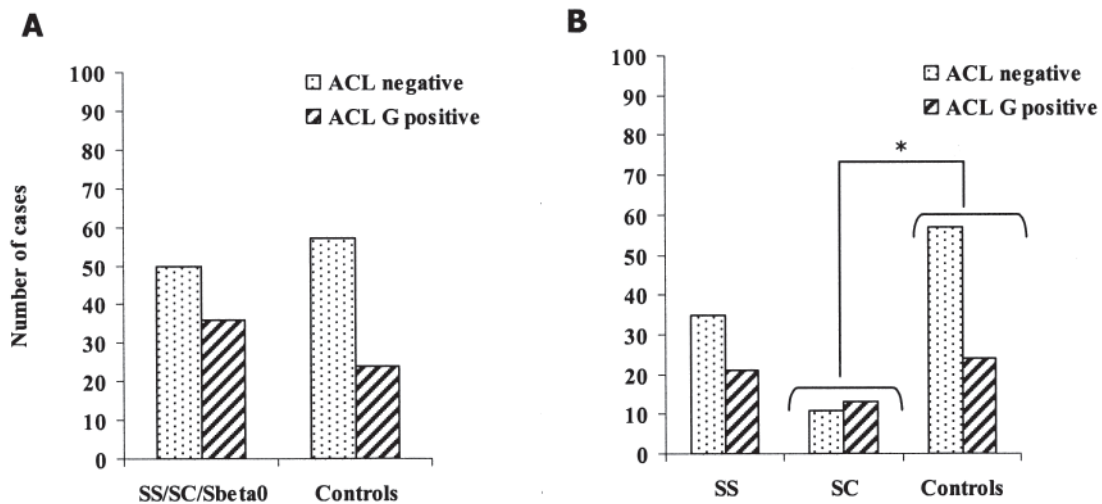 A
Number of cases
100
90
80
70
60
50
40
30
20
10
0
ACL negative
ACL G positive
SS/SC/Sbeta0 Controls
B
100
90
80
70
60
50
40
30
20
10
0
ACL negative
ACL G positive
*
SS SC Controls